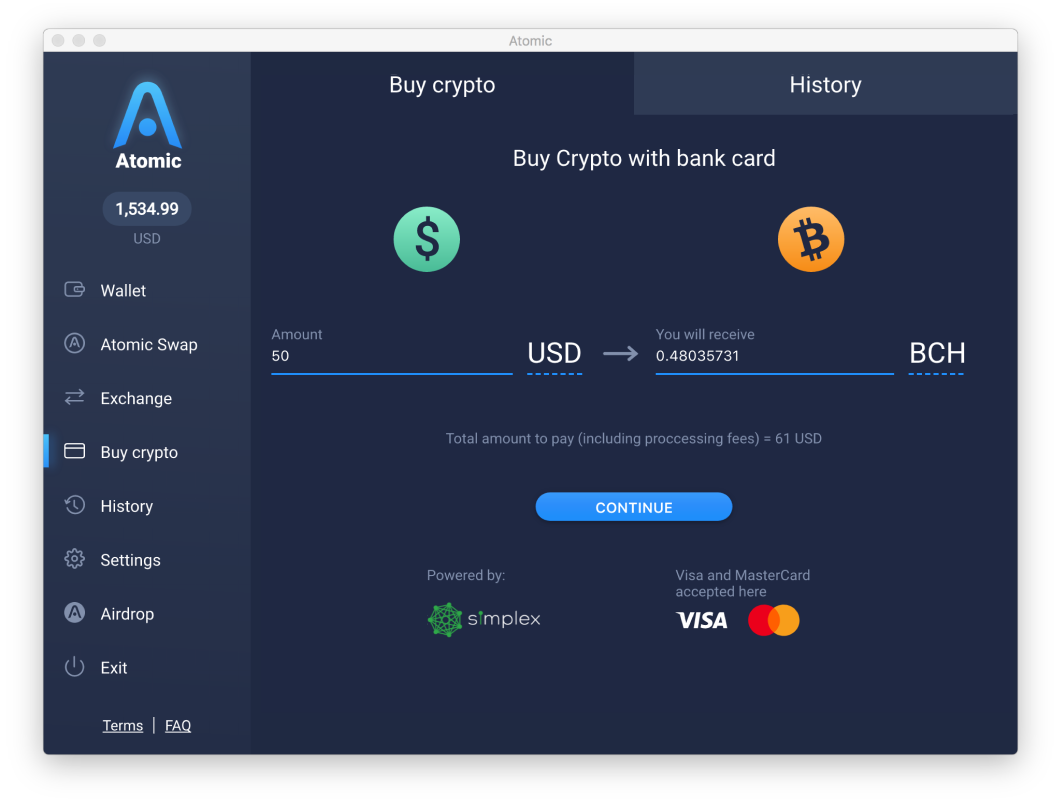 Atomic
Atomic
1,534.99
USD
Wallet
Atomic Swap
Exchange
Buy crypto
History
Settings
Airdrop
Exit
Terms | FAQ
Buy crypto
History
Buy Crypto with bank card
Amount
50
USD
You will receive
0.48035731
BCH
Total amount to pay (including proccessing fees) = 61 USD
CONTINUE
Powered by:
simplex
Visa and MasterCard
accepted here
VISA